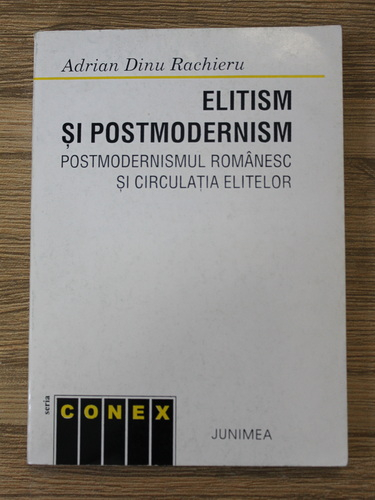 Adrian Dinu Rachieru
ELITISM
ȘI POSTMODERNISM
POSTMODERNISMUL ROMÂNESC
ȘI CIRCULAȚIA ELITELOR
seria
CONEX
JUNIMEA